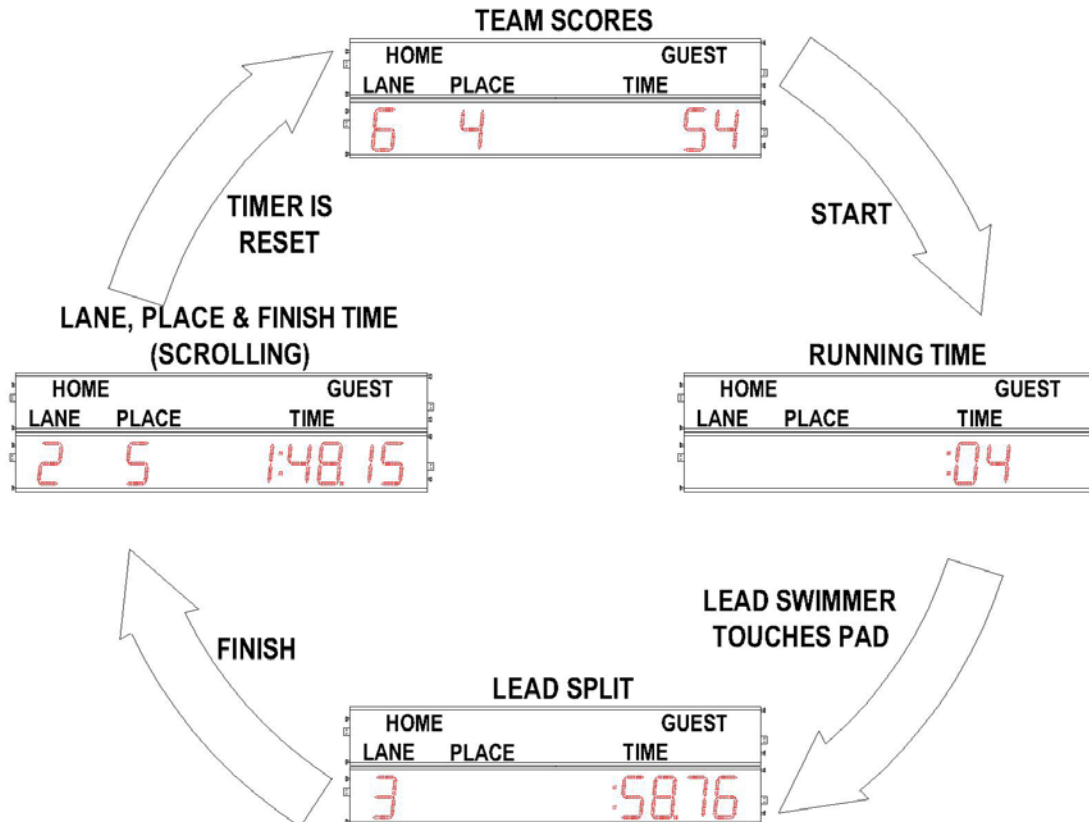 TEAM SCORES
HOME GUEST
LANE PLACE TIME
6 4 54
START
TIMER IS
RESET
LANE, PLACE & FINISH TIME
(SCROLLING)
HOME GUEST
LANE PLACE TIME
2 5 1:48.15
RUNNING TIME
HOME GUEST
LANE PLACE TIME
:04
LEAD SWIMMER
TOUCHES PAD
FINISH
LEAD SPLIT
HOME GUEST
LANE PLACE TIME
3 :58.76